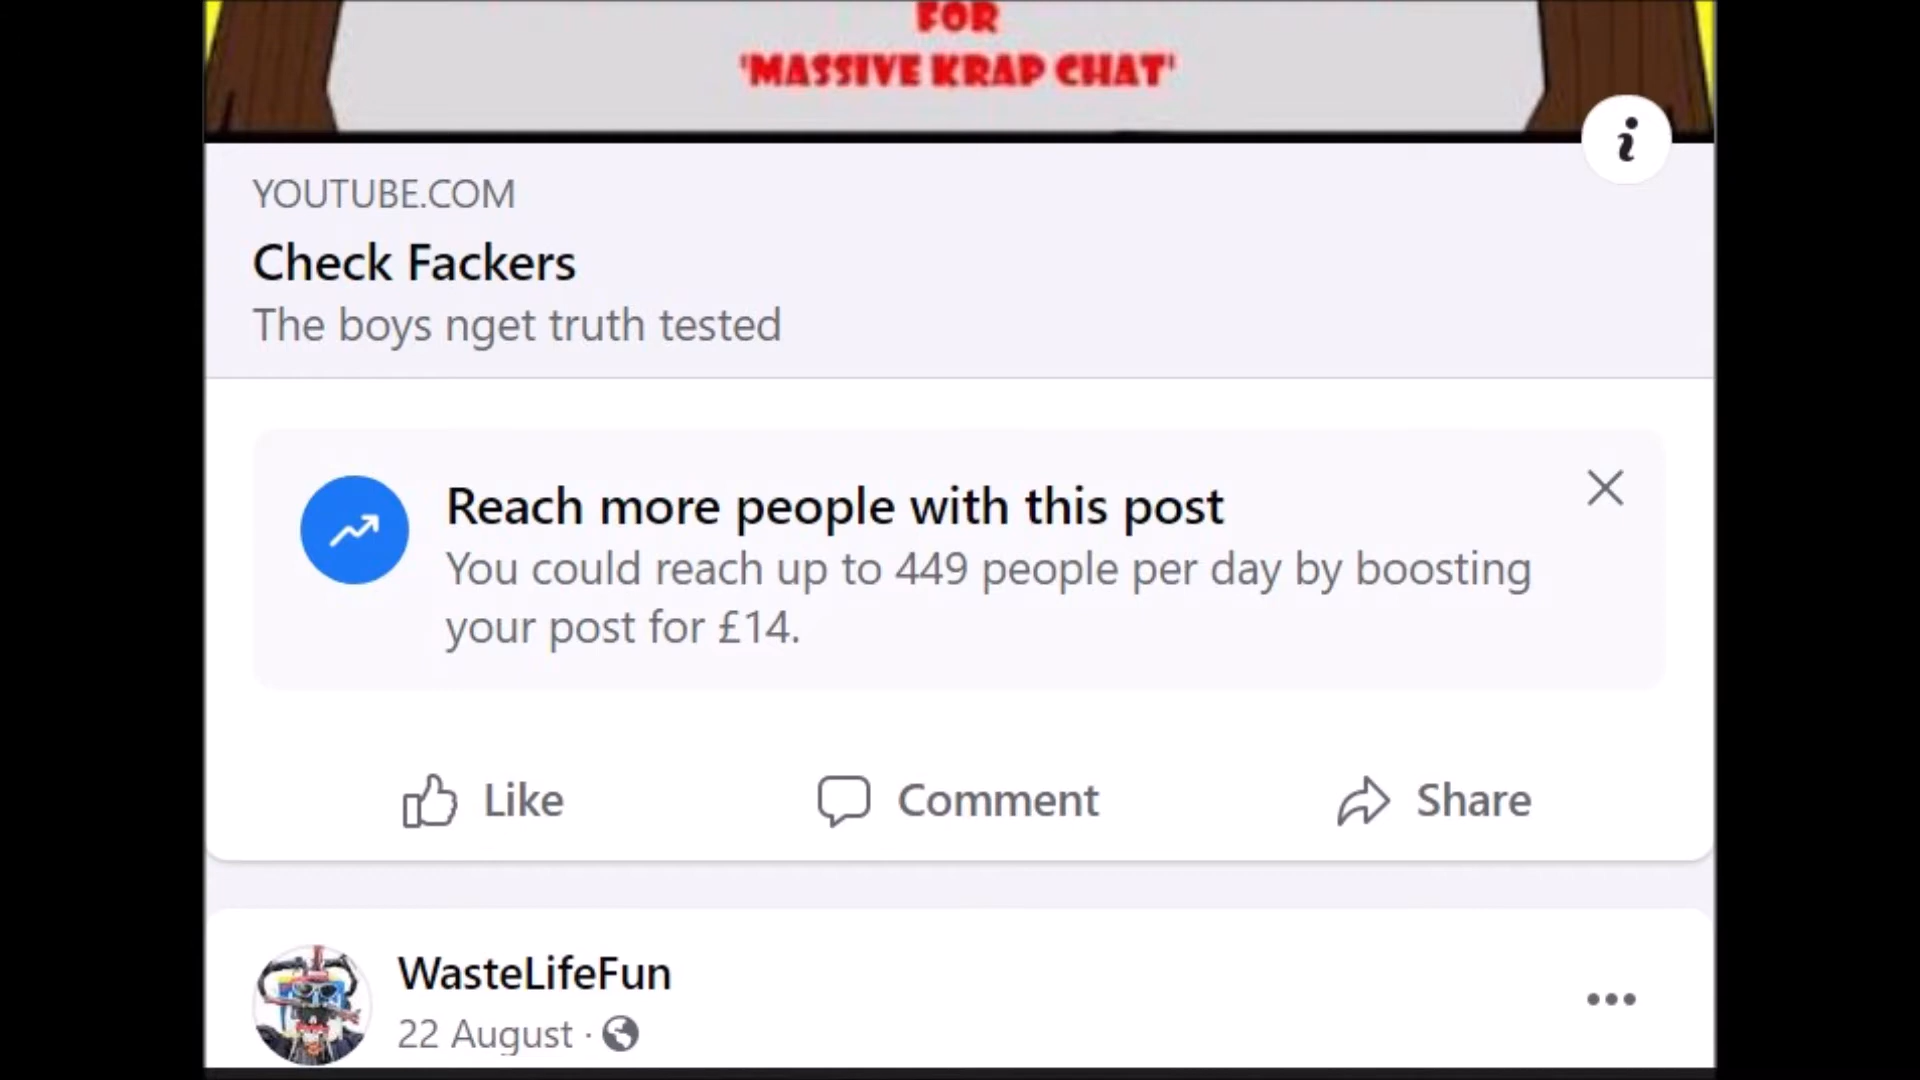 FOR
'MASSIVE KRAP CHAT'
i
YOUTUBE.COM
Check Fackers
The boys nget truth tested
Reach more people with this post
You could reach up to 449 people per day by boosting
your post for £14.
Like
Comment
Share
WasteLifeFun
22 August ·